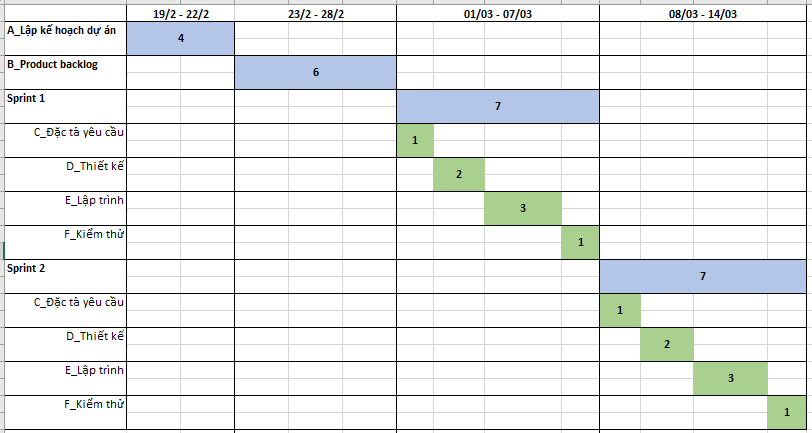 19/2 - 22/2 23/2 - 28/2 01/03 - 07/03 08/03 - 14/03
A_Lập kế hoạch dự án 4
B_Product backlog 6
Sprint 1 7
C_Đặc tả yêu cầu 1
D_Thiết kế 2
E_Lập trình 3
F_Kiểm thử 1
Sprint 2 7
C_Đặc tả yêu cầu 1
D_Thiết kế 2
E_Lập trình 3
F_Kiểm thử 1